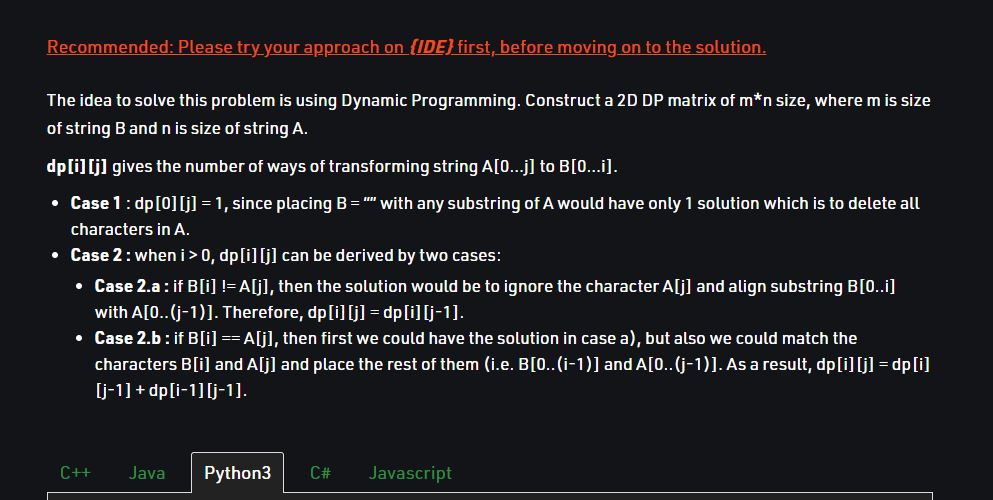 Recommended: Please try your approach on {IDE} first, before moving on to the solution.
The idea to solve this problem is using Dynamic Programming. Construct a 2D DP matrix of m*n size, where m is size
of string B and n is size of string A.
dp[i][j] gives the number of ways of transforming string A[0...j] to B[0...i].
• Case 1 : dp[0][j] = 1, since placing B = “” with any substring of A would have only 1 solution which is to delete all
characters in A.
• Case 2 : when i > 0, dp[i][j] can be derived by two cases:
• Case 2.a : if B[i] != A[j], then the solution would be to ignore the character A[j] and align substring B[0..i]
with A[0..(j-1)]. Therefore, dp[i][j] = dp[i][j-1].
• Case 2.b : if B[i] == A[j], then first we could have the solution in case a), but also we could match the
characters B[i] and A[j] and place the rest of them (i.e. B[0..(i-1)] and A[0..(j-1)]. As a result, dp[i][j] = dp[i]
[j-1] + dp[i-1][j-1].
C++ Java Python3 C# Javascript